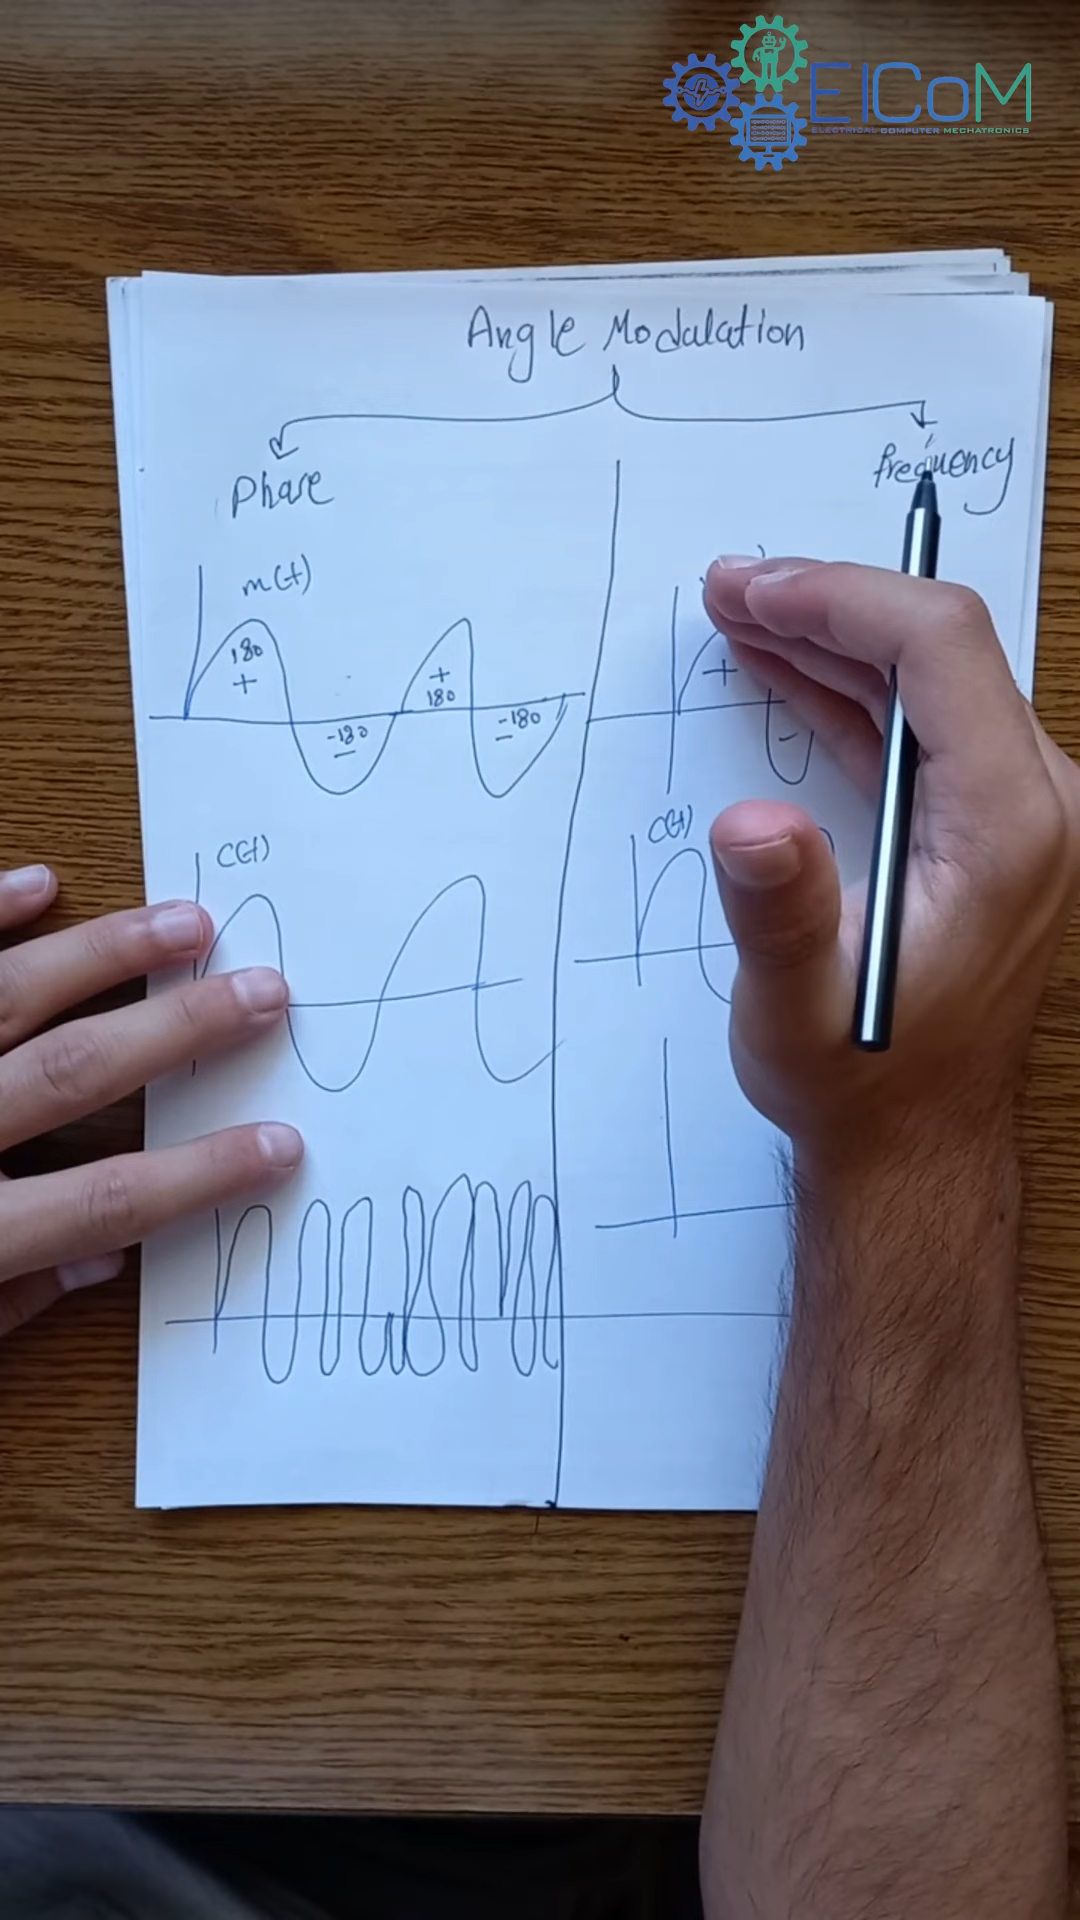 EICoM
ELECTRICAL COMPUTER MECHATRONICS
Angle Modulation
Phase
frequency
m(t)
180
+
-180
+
180
-180
+
-
C(t)
C(t)